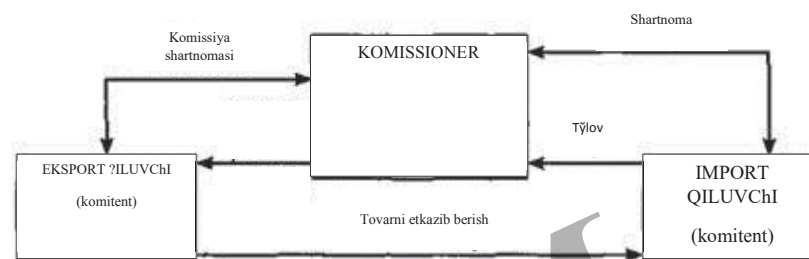 Komissiya
shartnomasi
KOMISSIONER
Shartnoma
Tўlov
EKSPORT ?ILUVChI
(komitent)
IMPORT
QILUVChI
(komitent)
Tovarni etkazib berish